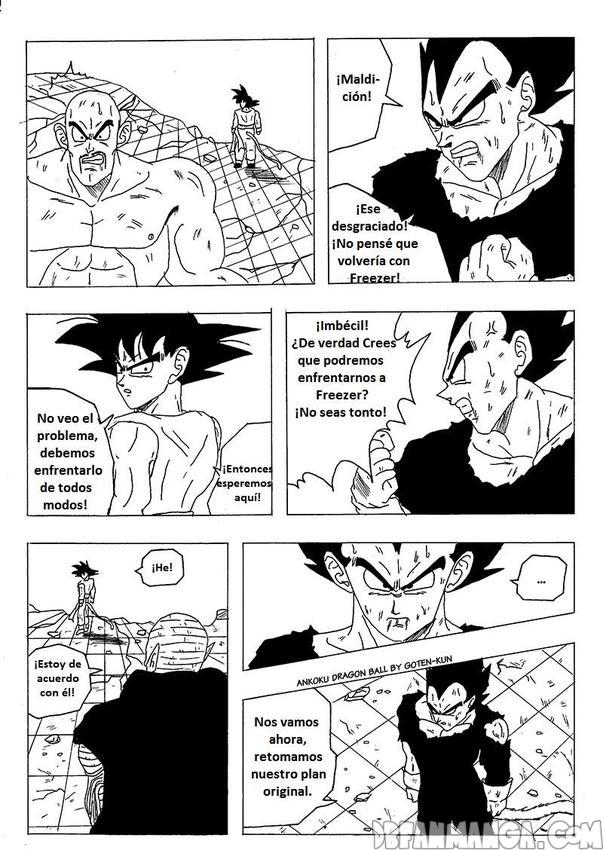 ¡Maldi-
ción!
¡Ese
desgraciado!
¡No pensé que
volvería con
Freezer!
No veo el
problema,
debemos
enfrentarlo
de todos
modos!
¡Entonces
esperemos
aquí!
¡Imbécil!
¿De verdad Crees
que podremos
enfrentarnos a
Freezer?
¡No seas tonto!
¡He!
¡Estoy de
acuerdo
con él!
...
ANKOKU DRAGON BALL BY GOTEN-KUN
Nos vamos
ahora,
retomamos
nuestro plan
original.
DBFANMANGA.COM